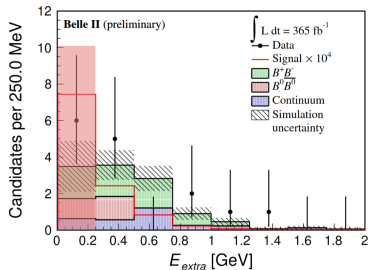 Belle II (preliminary)
∫ L dt = 365 fb⁻¹
Data
Signal × 10⁴
B⁺B⁻
B⁰B̅⁰
Continuum
Simulation
uncertainty
Candidates per 250.0 MeV
12
10
8
6
4
2
0
0 0.2 0.4 0.6 0.8 1 1.2 1.4 1.6 1.8 2
E_extra [GeV]